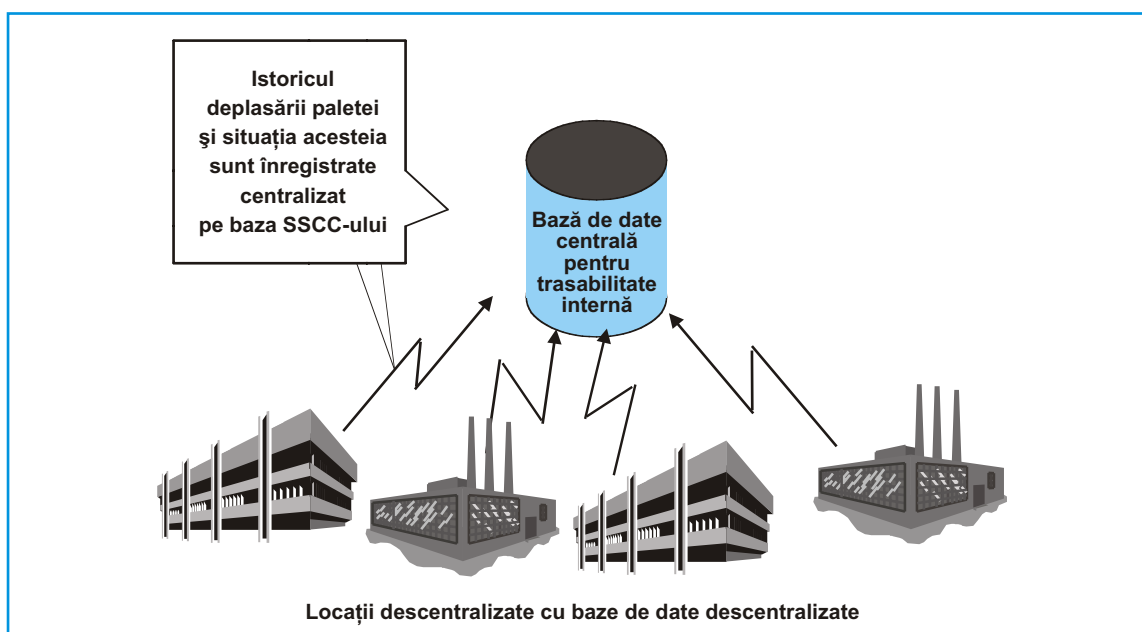 Istoricul
deplasării paletei
şi situația acesteia
sunt înregistrate
centralizat
pe baza SSCC-ului
Bază de date
centrală
pentru
trasabilitate
internă
Locații descentralizate cu baze de date descentralizate